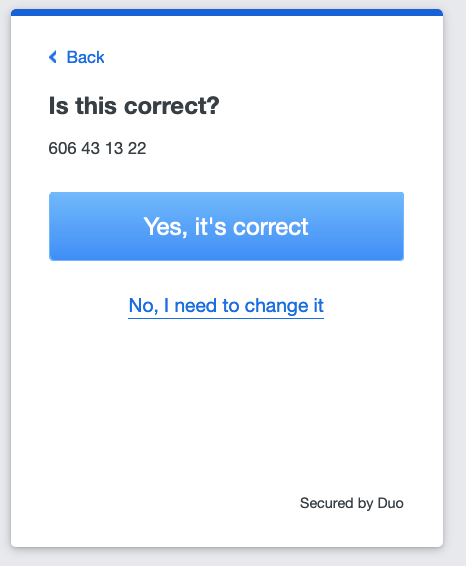 Back
Is this correct?
606 43 13 22
Yes, it's correct
No, I need to change it
Secured by Duo